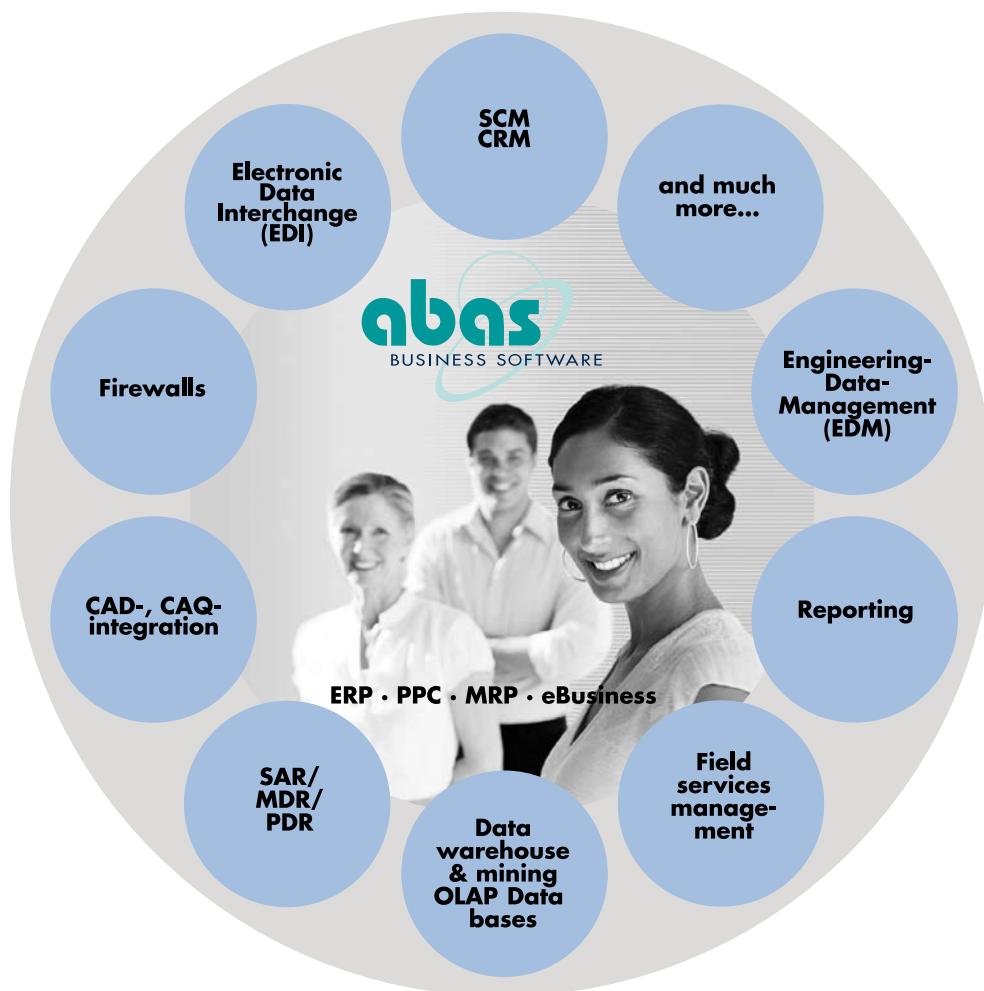 SCM
CRM
and much
more...
Electronic
Data
Interchange
(EDI)
abas
BUSINESS SOFTWARE
Firewalls
Engineering-
Data-
Management
(EDM)
CAD-, CAQ-
integration
Reporting
ERP · PPC · MRP · eBusiness
SAR/
MDR/
PDR
Field
services
manage-
ment
Data
warehouse
& mining
OLAP Data
bases